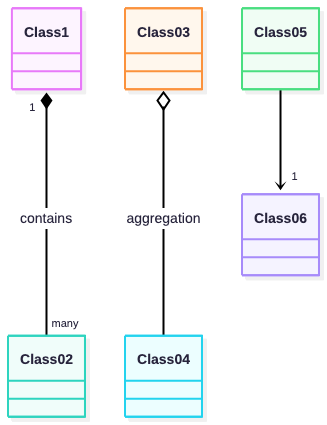 Class1
Class03
Class05
1
1
contains
aggregation
Class06
many
Class02
Class04